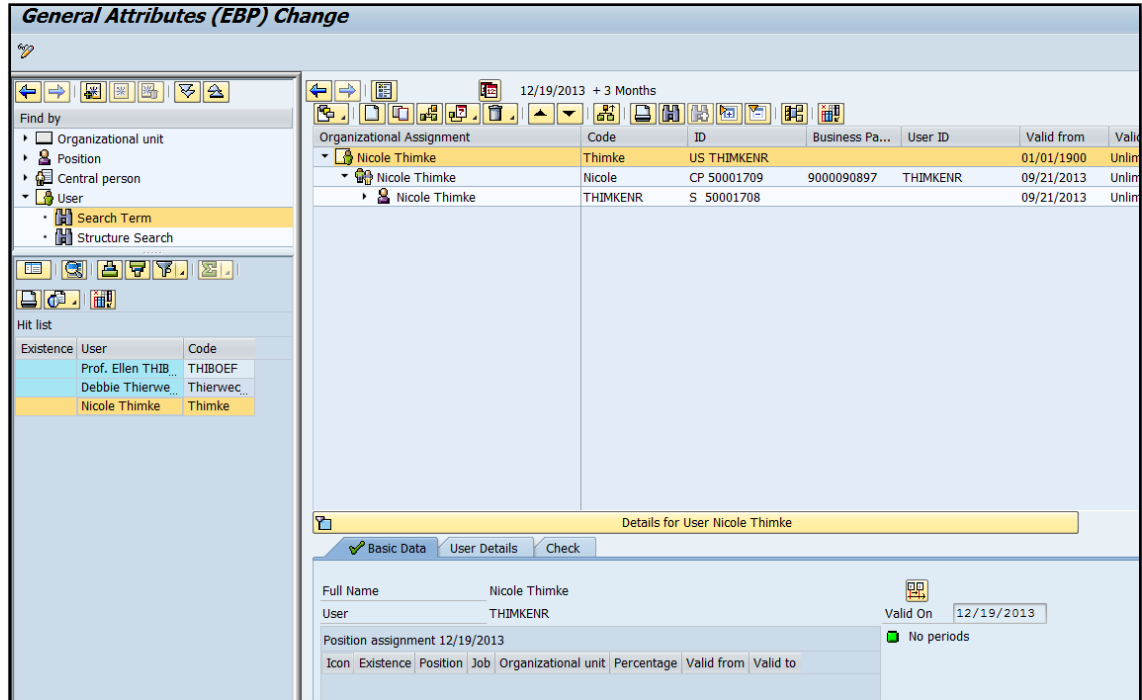 General Attributes (EBP) Change
Find by
Organizational unit
Position
Central person
User
Search Term
Structure Search
Hit list
Existence User Code
Prof. Ellen THIB... THIBOEF
Debbie Thierwe... Thierwec...
Nicole Thimke Thimke
12/19/2013 + 3 Months
Organizational Assignment Code ID Business Pa... User ID Valid from Valid
Nicole Thimke Thimke US THIMKENR 01/01/1900 Unlim
Nicole Thimke Nicole CP 50001709 9000090897 THIMKENR 09/21/2013 Unlim
Nicole Thimke THIMKENR S 50001708 09/21/2013 Unlim
Details for User Nicole Thimke
Basic Data User Details Check
Full Name Nicole Thimke
User THIMKENR Valid On 12/19/2013
Position assignment 12/19/2013 No periods
Icon Existence Position Job Organizational unit Percentage Valid from Valid to